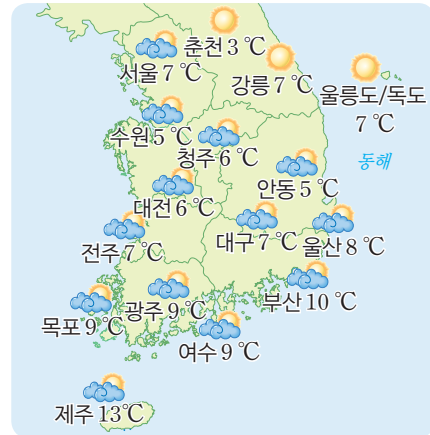 춘천 3 ℃
서울 7 ℃
강릉 7 ℃
울릉도/독도
7 ℃
수원 5 ℃
청주 6 ℃
동해
안동 5 ℃
대전 6 ℃
전주 7 ℃
대구 7 ℃
울산 8 ℃
부산 10 ℃
광주 9 ℃
목포 9 ℃
여수 9 ℃
제주 13℃